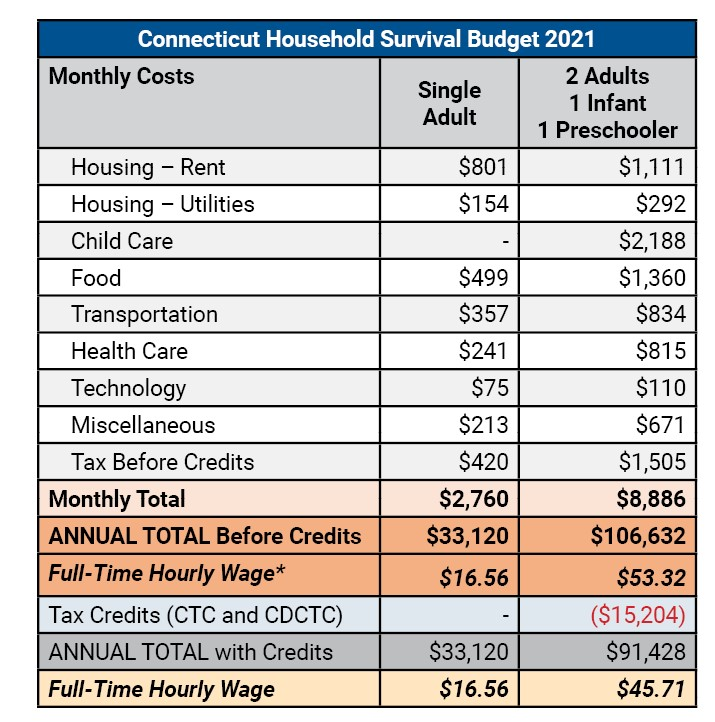 Connecticut Household Survival Budget 2021
Monthly Costs
Single
Adult
2 Adults
1 Infant
1 Preschooler
Housing – Rent $801 $1,111
Housing – Utilities $154 $292
Child Care - $2,188
Food $499 $1,360
Transportation $357 $834
Health Care $241 $815
Technology $75 $110
Miscellaneous $213 $671
Tax Before Credits $420 $1,505
Monthly Total $2,760 $8,886
ANNUAL TOTAL Before Credits $33,120 $106,632
Full-Time Hourly Wage* $16.56 $53.32
Tax Credits (CTC and CDCTC) - ($15,204)
ANNUAL TOTAL with Credits $33,120 $91,428
Full-Time Hourly Wage $16.56 $45.71